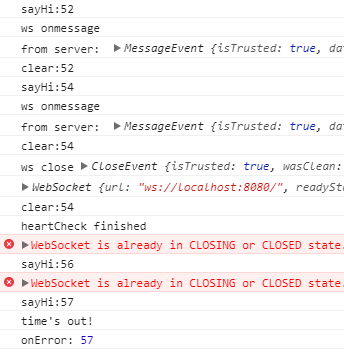 sayHi:52
ws onmessage
from server: ▶MessageEvent {isTrusted: true, da
clear:52
sayHi:54
ws onmessage
from server: ▶MessageEvent {isTrusted: true, da
clear:54
ws close ▶CloseEvent {isTrusted: true, wasClean:
▶WebSocket {url: "ws://localhost:8080/", readySta
clear:54
heartCheck finished
▶WebSocket is already in CLOSING or CLOSED state.
sayHi:56
▶WebSocket is already in CLOSING or CLOSED state.
sayHi:57
time's out!
onError: 57